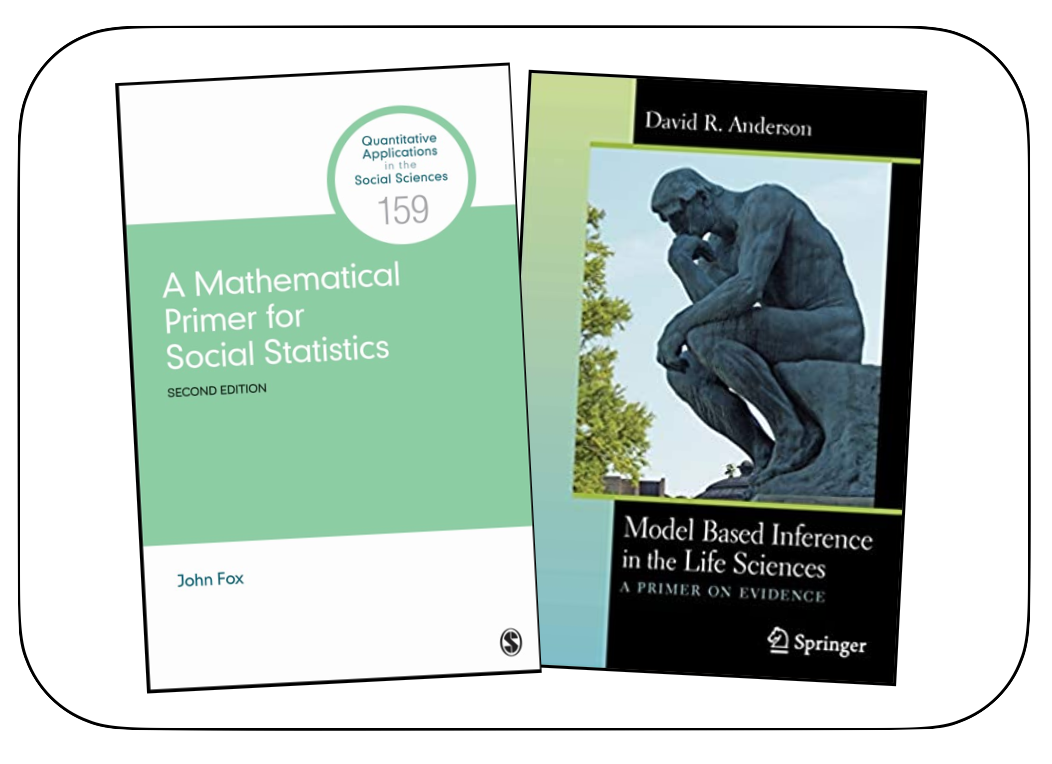 Quantitative
Applications
in the
Social Sciences
159
A Mathematical
Primer for
Social Statistics
SECOND EDITION
John Fox
S
David R. Anderson
Model Based Inference
in the Life Sciences
A PRIMER ON EVIDENCE
Springer